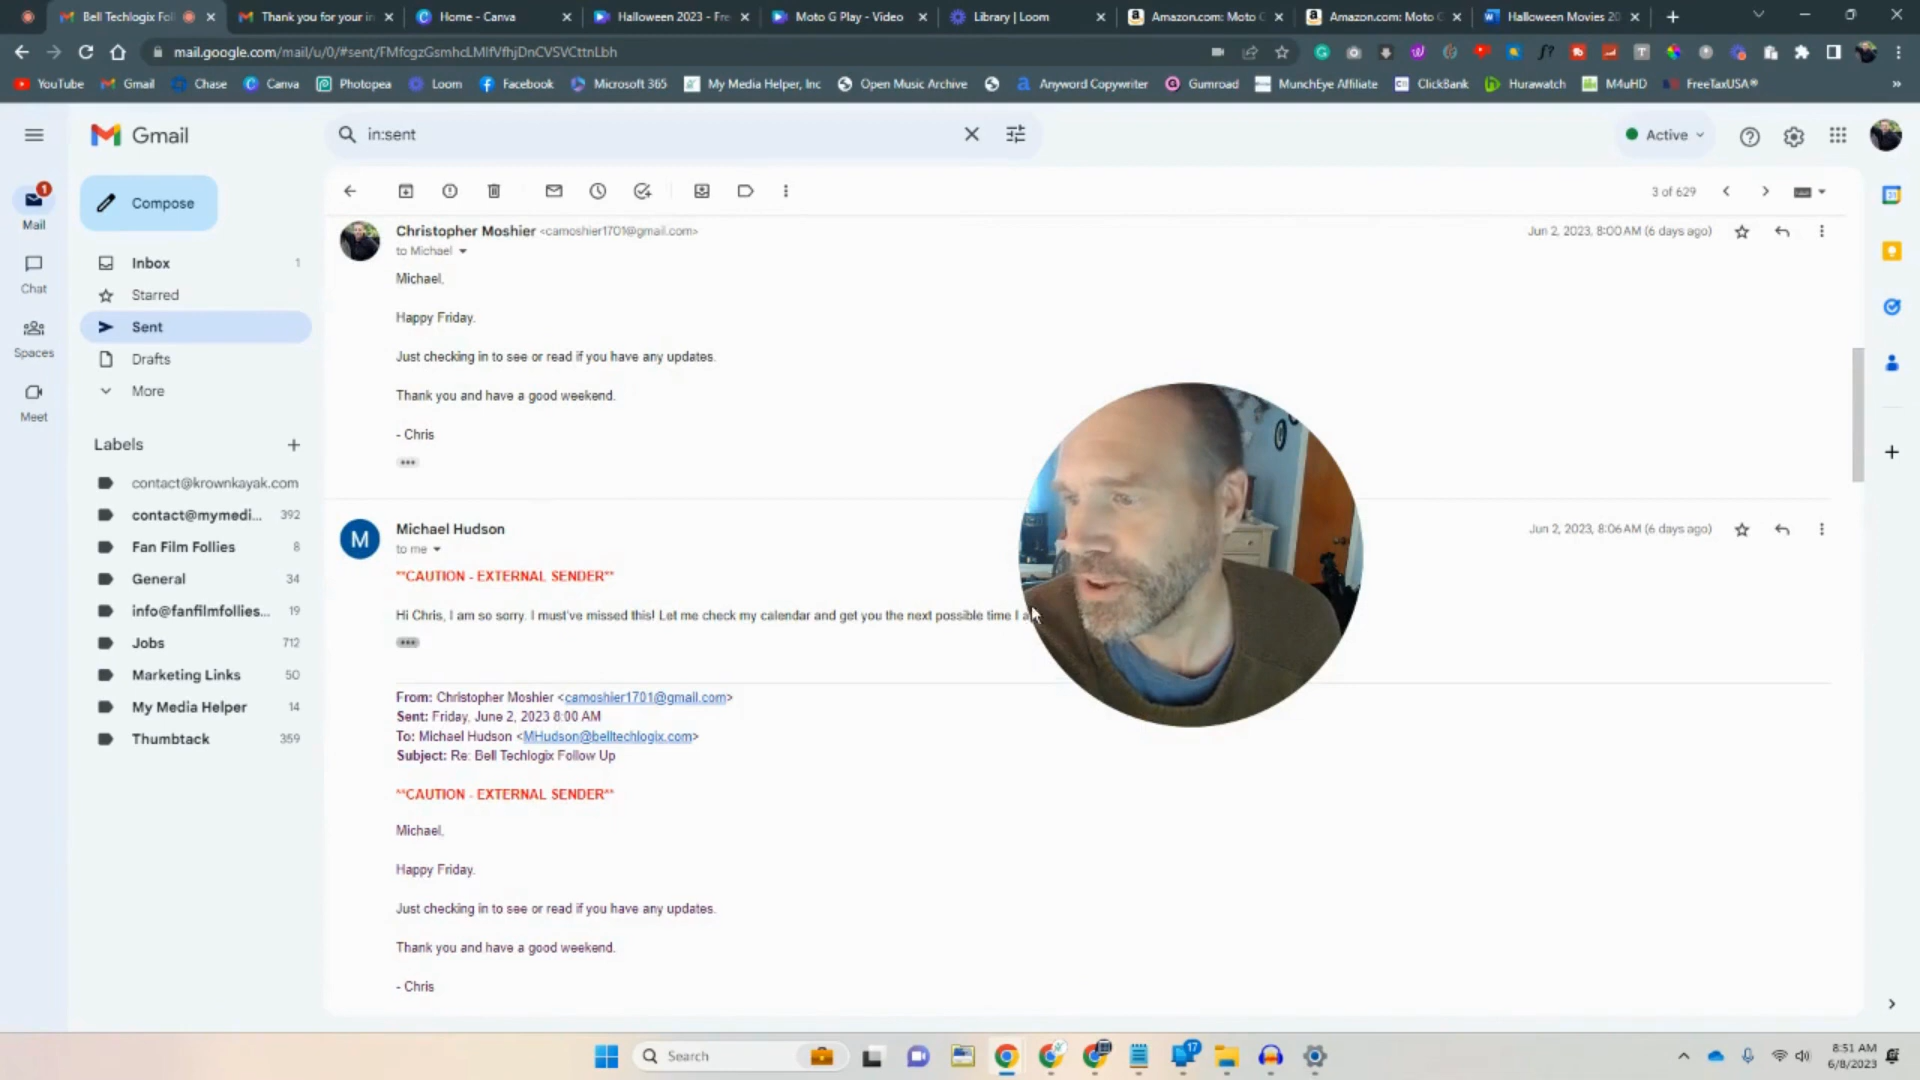 Bell Techlogix Fol
Thank you for your in
Home - Canva
Halloween 2023 - Fre
Moto G Play - Video
Library | Loom
Amazon.com: Moto G
Amazon.com: Moto G
Halloween Movies 20
mail.google.com/mail/u/0/#sent/FMfcgzGsmhcLMlfVfhjDnCVSVCttnLbh
YouTube
Gmail
Chase
Canva
Photopea
Loom
Facebook
Microsoft 365
My Media Helper, Inc
Open Music Archive
Anyword Copywriter
Gumroad
MunchEye Affiliate
ClickBank
Hurawatch
M4uHD
FreeTaxUSA®
Gmail
in:sent
Active
Compose
1
Mail
Chat
Spaces
Meet
Inbox 1
Starred
Sent
Drafts
More
Labels
contact@krownkayak.com
contact@mymedi... 392
Fan Film Follies 8
General 34
info@fanfilmfollies... 19
Jobs 712
Marketing Links 50
My Media Helper 14
Thumbtack 359
3 of 629
Christopher Moshier <camoshier1701@gmail.com>
Jun 2, 2023, 8:00 AM (6 days ago)
to Michael
Michael,
Happy Friday.
Just checking in to see or read if you have any updates.
Thank you and have a good weekend.
- Chris
M
Michael Hudson
Jun 2, 2023, 8:06 AM (6 days ago)
to me
**CAUTION - EXTERNAL SENDER**
Hi Chris, I am so sorry. I must've missed this! Let me check my calendar and get you the next possible time I a
From: Christopher Moshier <camoshier1701@gmail.com>
Sent: Friday, June 2, 2023 8:00 AM
To: Michael Hudson <MHudson@belltechlogix.com>
Subject: Re: Bell Techlogix Follow Up
**CAUTION - EXTERNAL SENDER**
Michael,
Happy Friday.
Just checking in to see or read if you have any updates.
Thank you and have a good weekend.
- Chris
Search
17
8:51 AM
6/8/2023